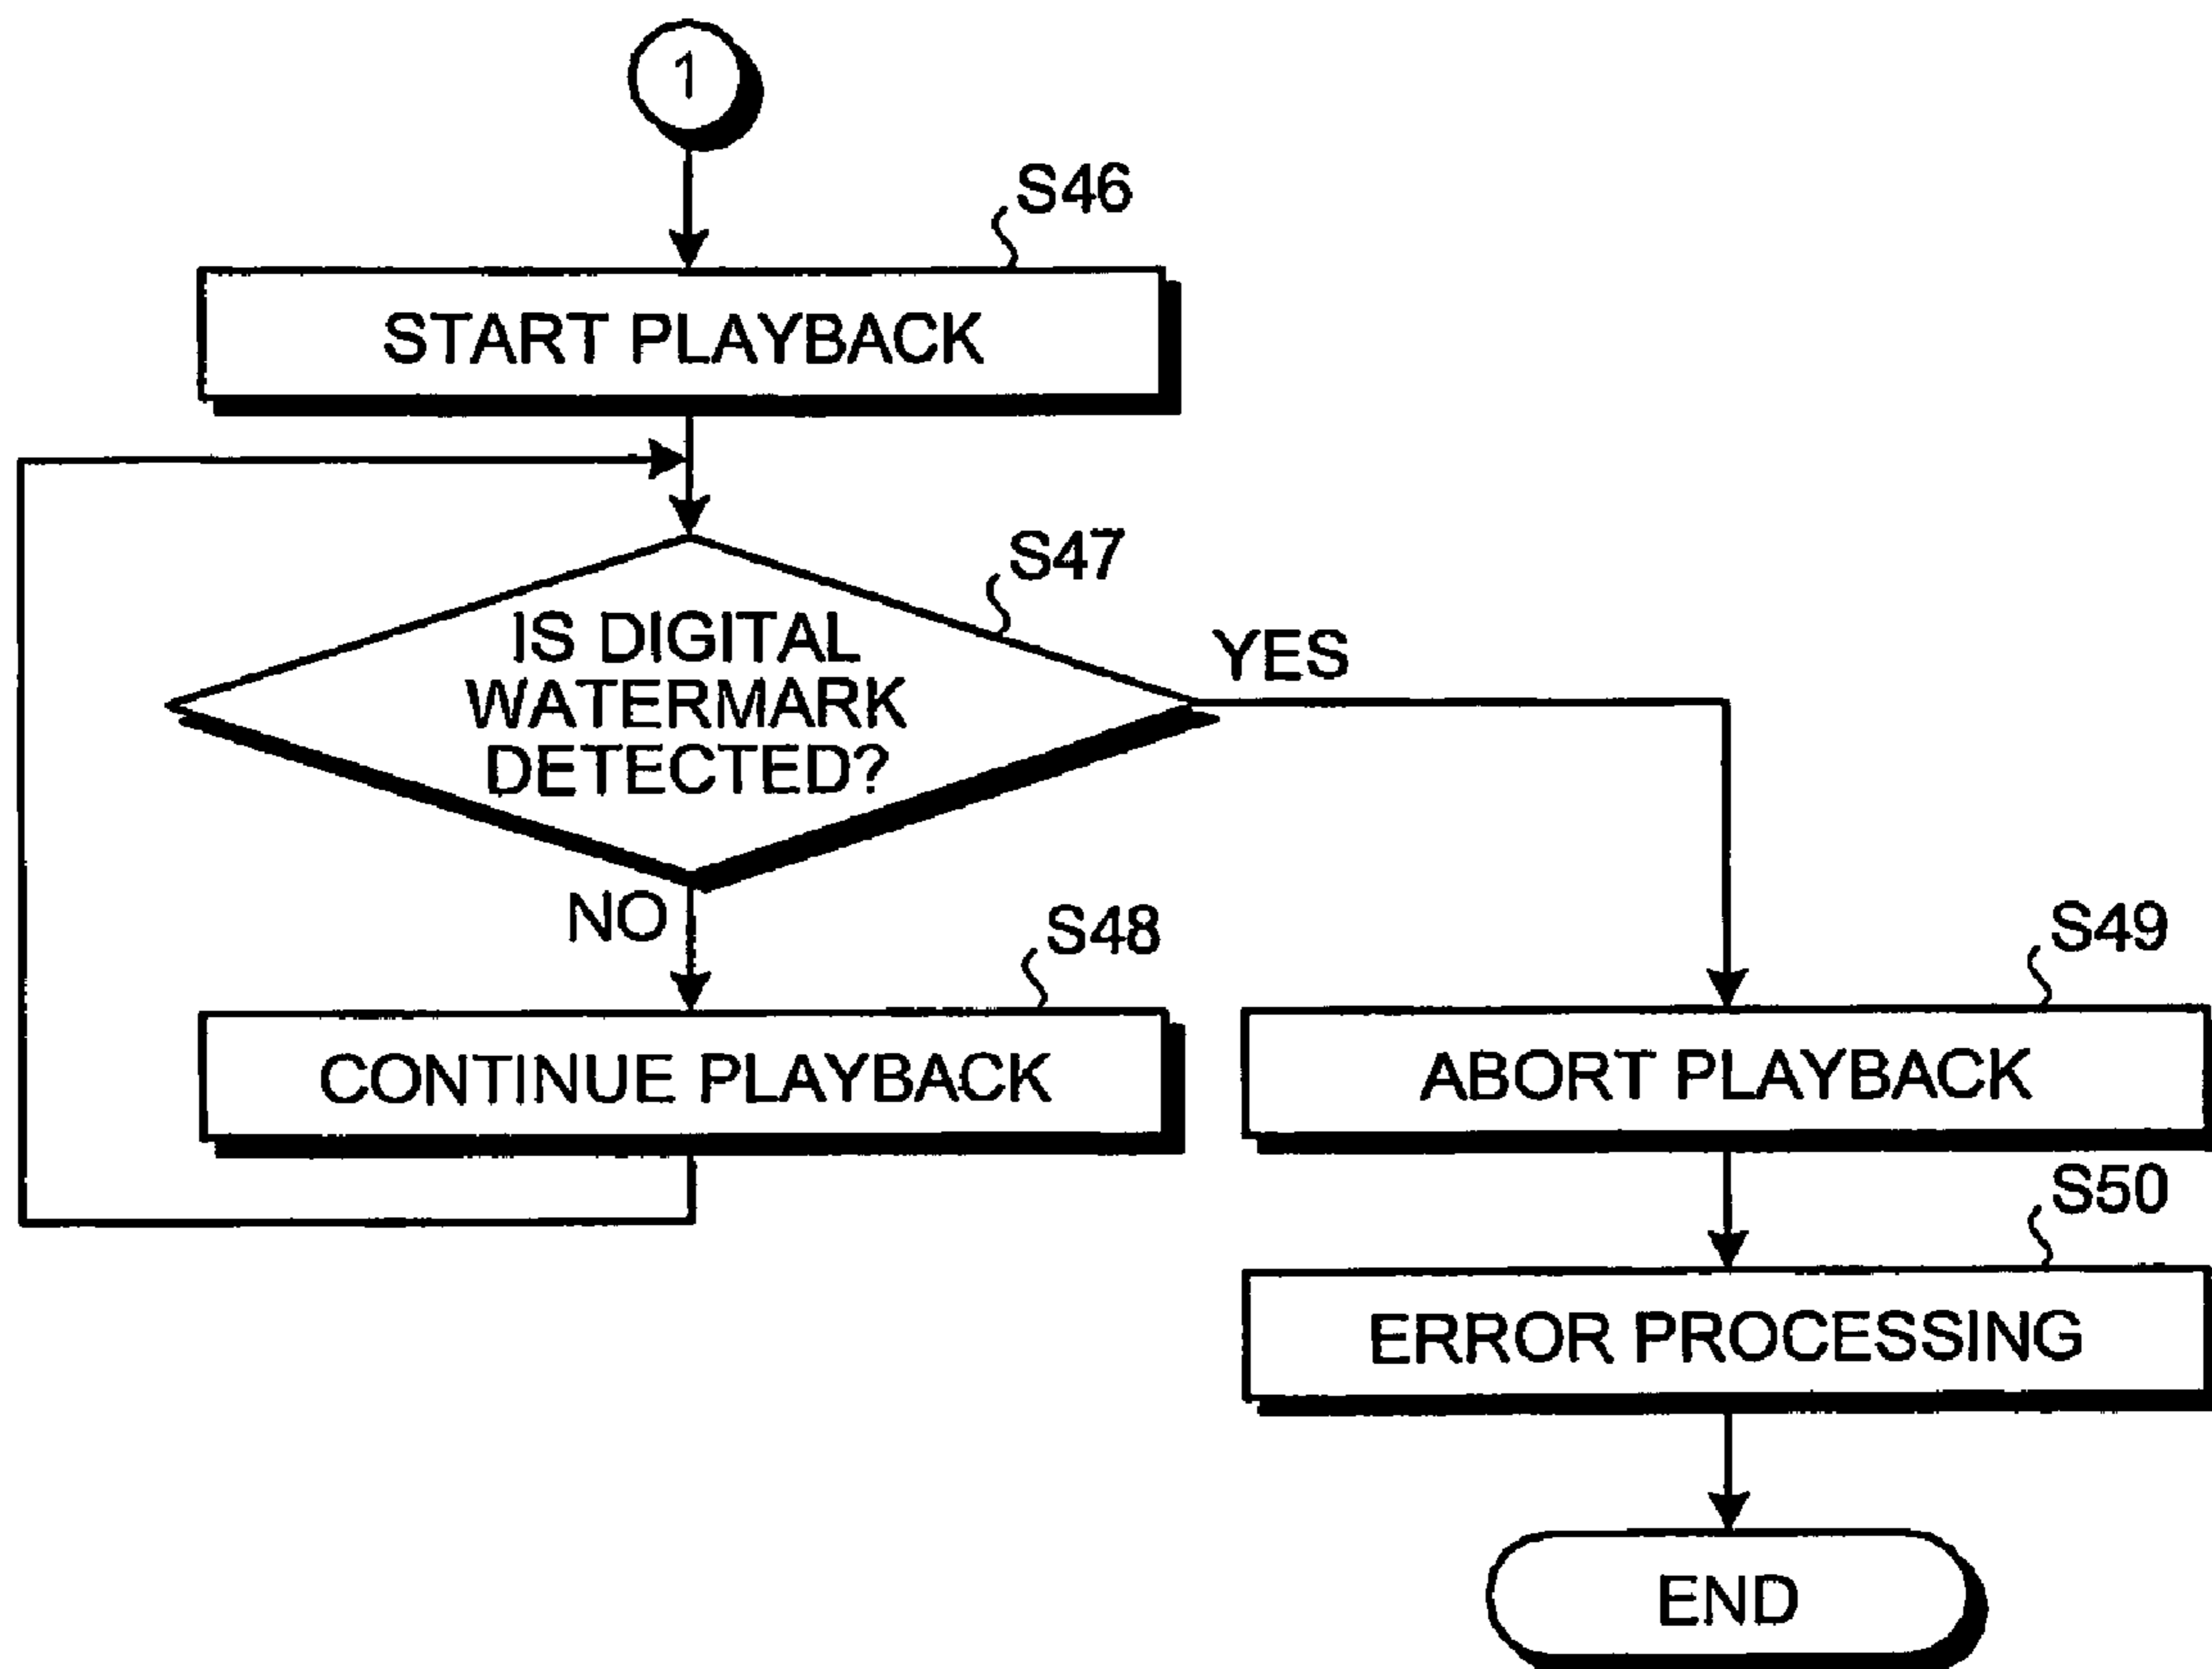 1
S46
START PLAYBACK
S47
IS DIGITAL
WATERMARK
DETECTED?
YES
NO
S48
CONTINUE PLAYBACK
S49
ABORT PLAYBACK
S50
ERROR PROCESSING
END